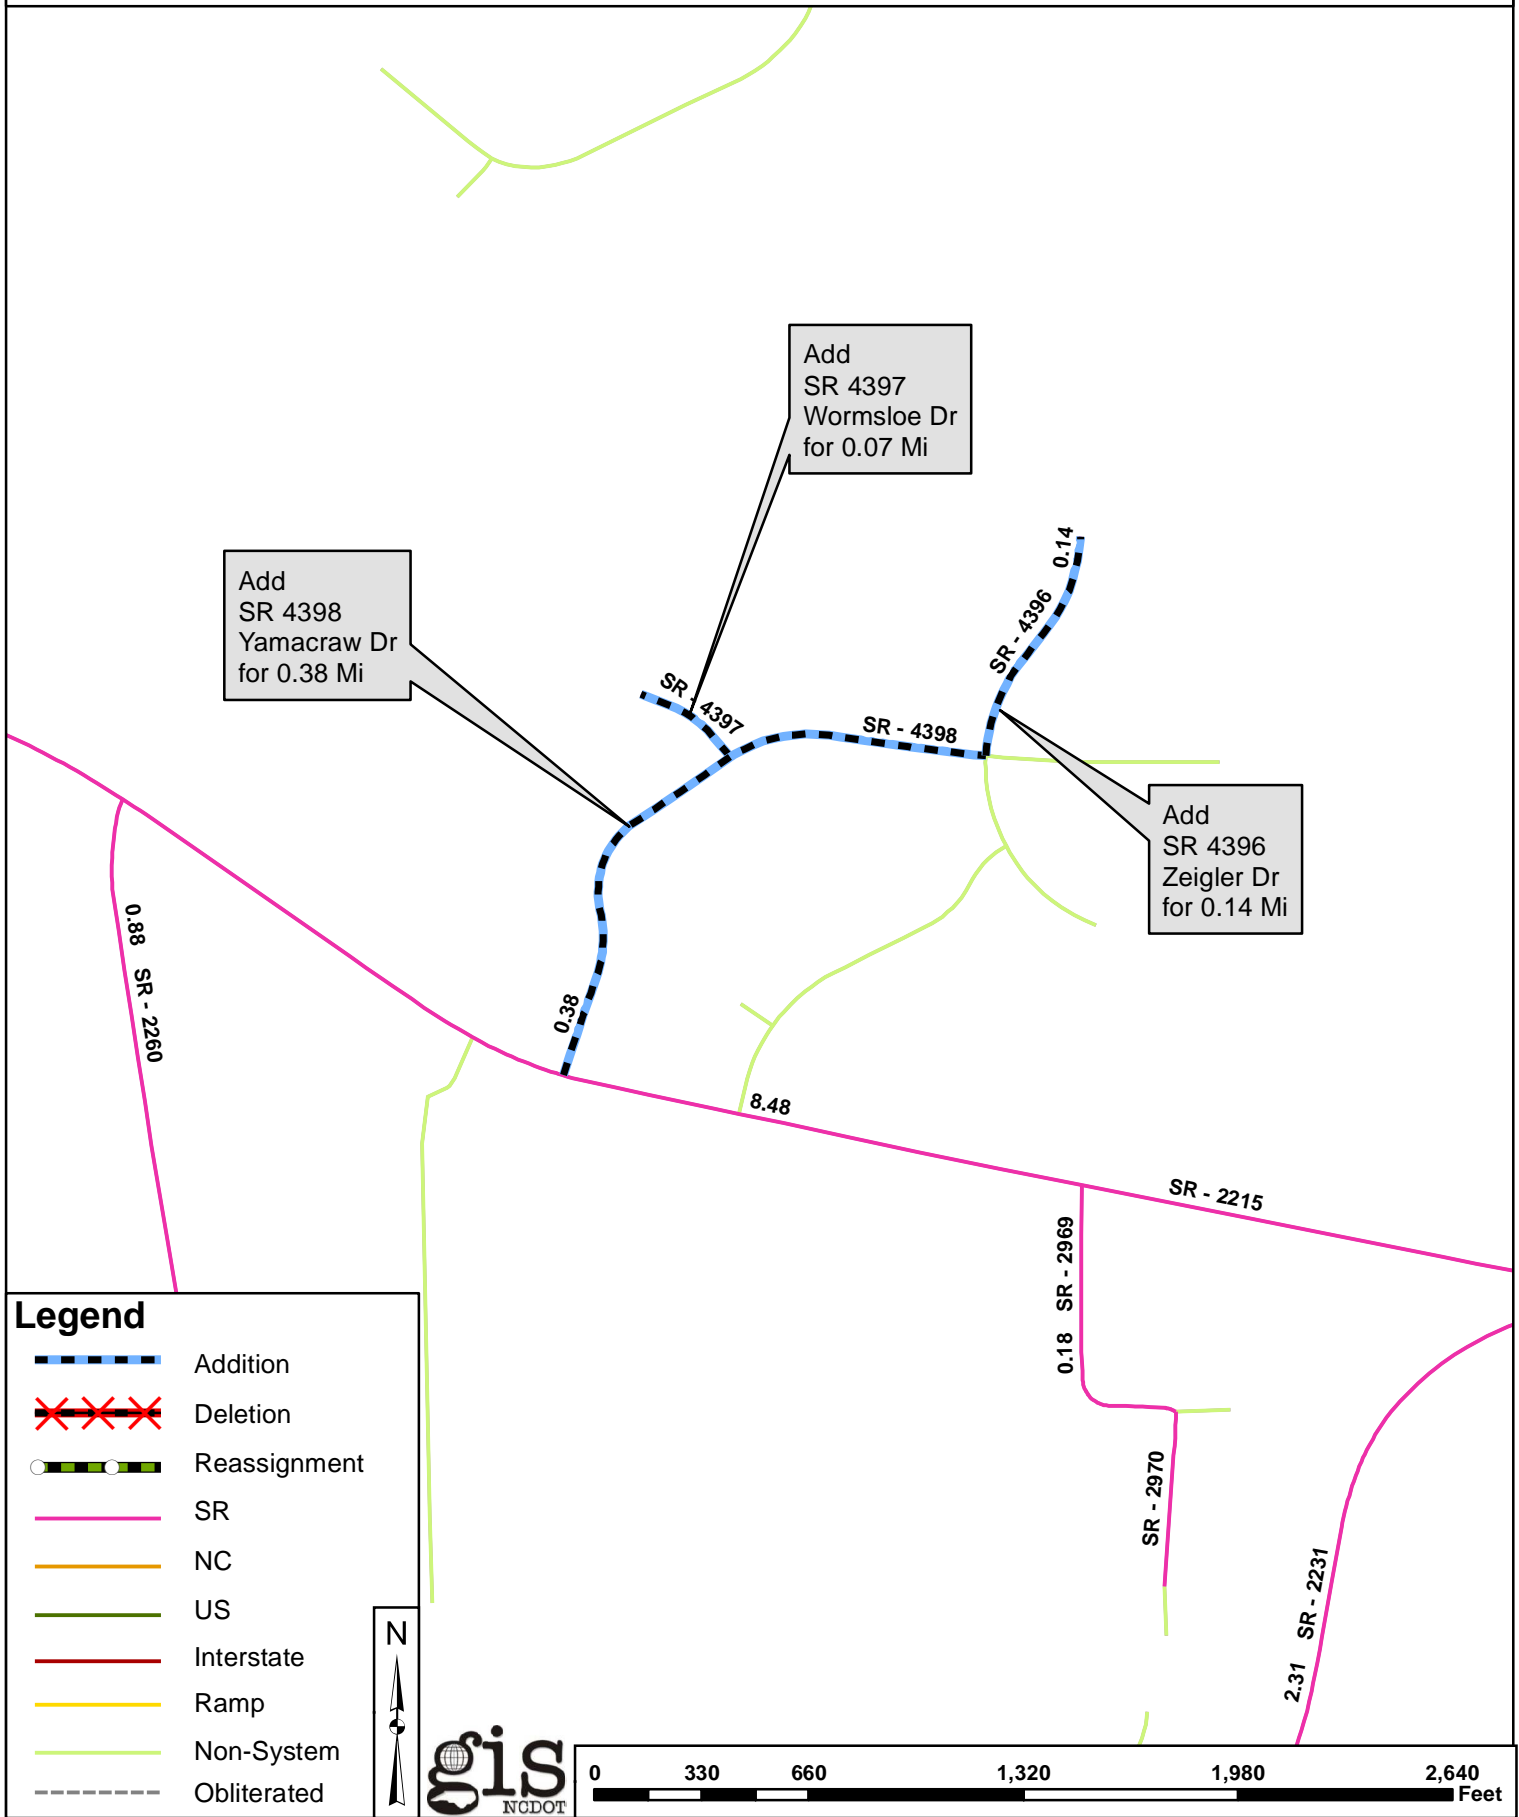 Add
SR 4397
Wormsloe Dr
for 0.07 Mi
Add
SR 4398
Yamacraw Dr
for 0.38 Mi
0.14
SR - 4396
SR - 4397
SR - 4398
Add
SR 4396
Zeigler Dr
for 0.14 Mi
0.88 SR - 2260
0.38
8.48
SR - 2215
0.18 SR - 2969
SR - 2970
2.31 SR - 2231
Legend
Addition
Deletion
Reassignment
SR
NC
US
Interstate
Ramp
Non-System
Obliterated
N
gis
NCDOT
0 330 660 1,320 1,980 2,640
Feet